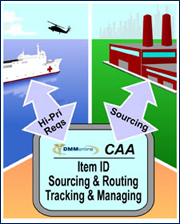 Hi-Pri
Reqs
Sourcing
DMMonline CAA
Item ID
Sourcing & Routing
Tracking & Managing